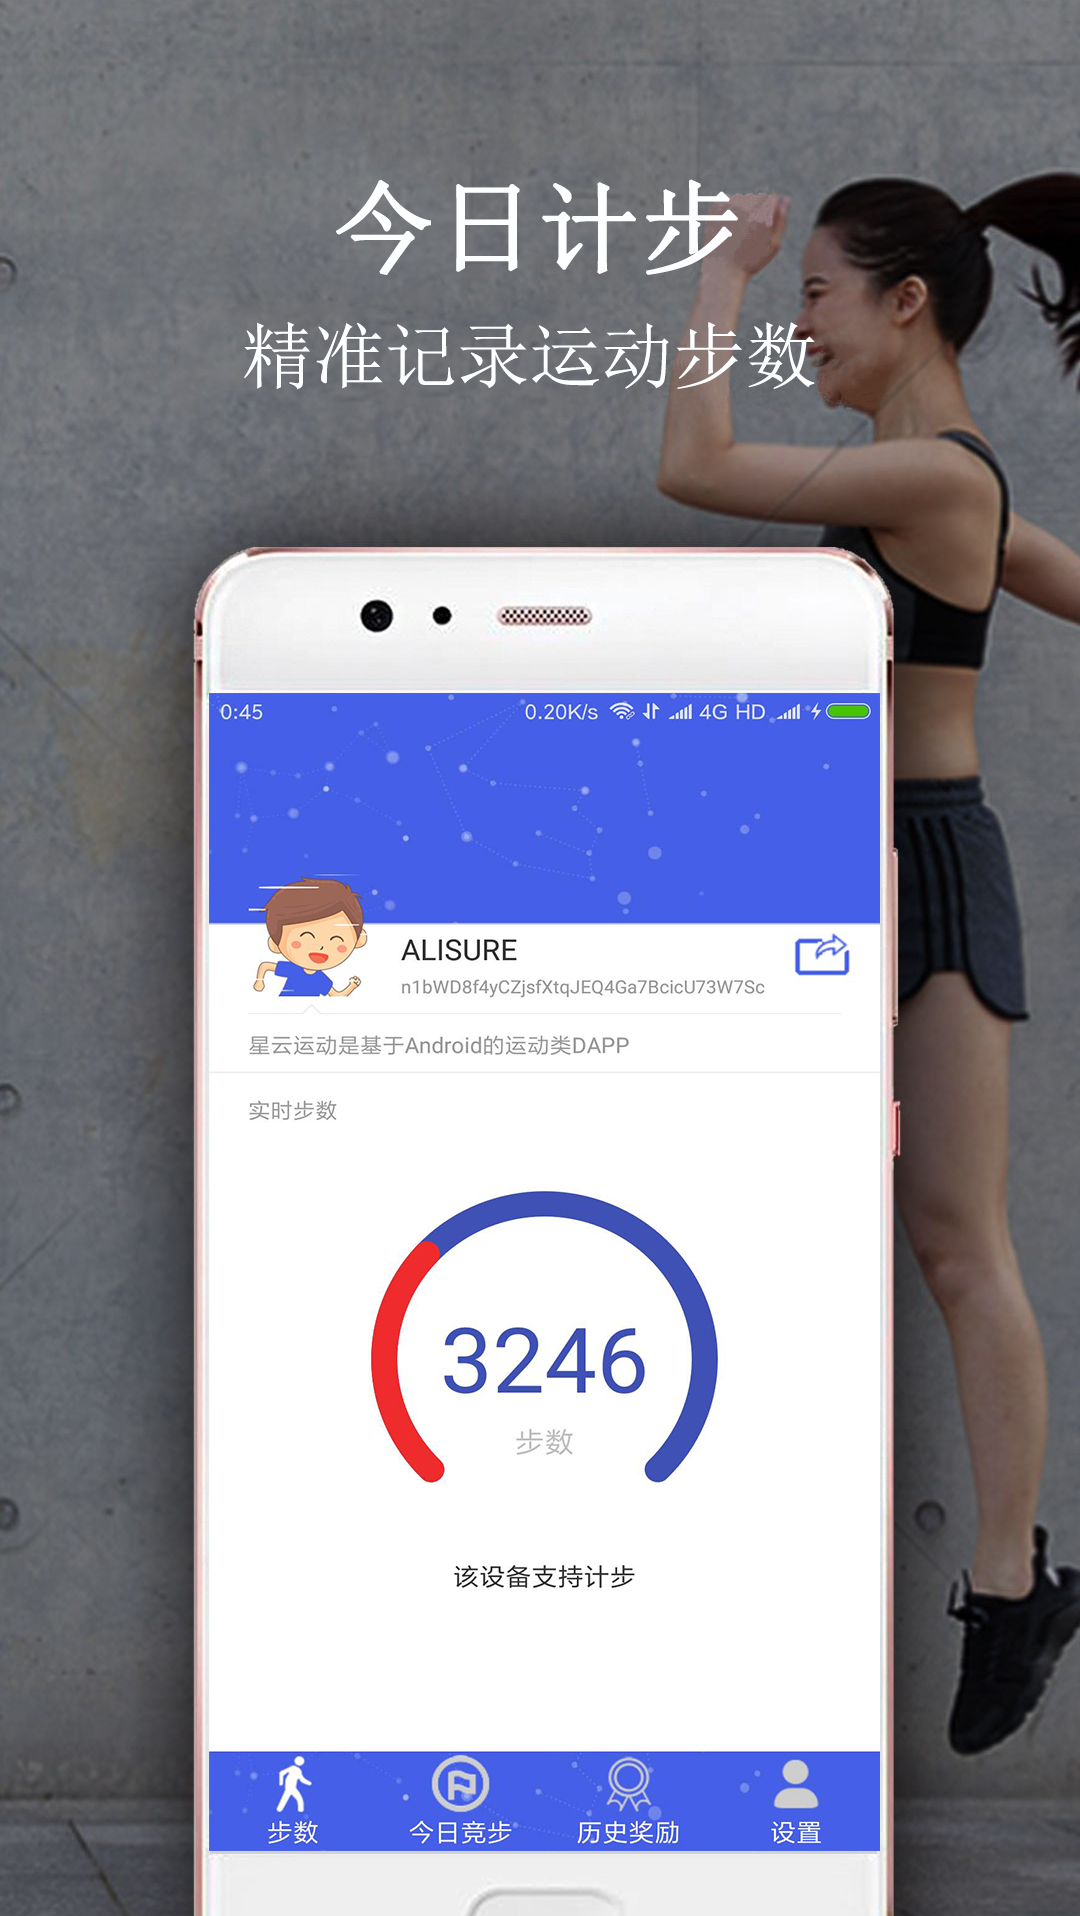 今日计步
精准记录运动步数
0:45 0.20K/s 4G HD
ALISURE
n1bWD8f4yCZjsfXtqJEQ4Ga7BcicU73W7Sc
星云运动是基于Android的运动类DAPP
实时步数
3246
步数
该设备支持计步
步数 今日竞步 历史奖励 设置